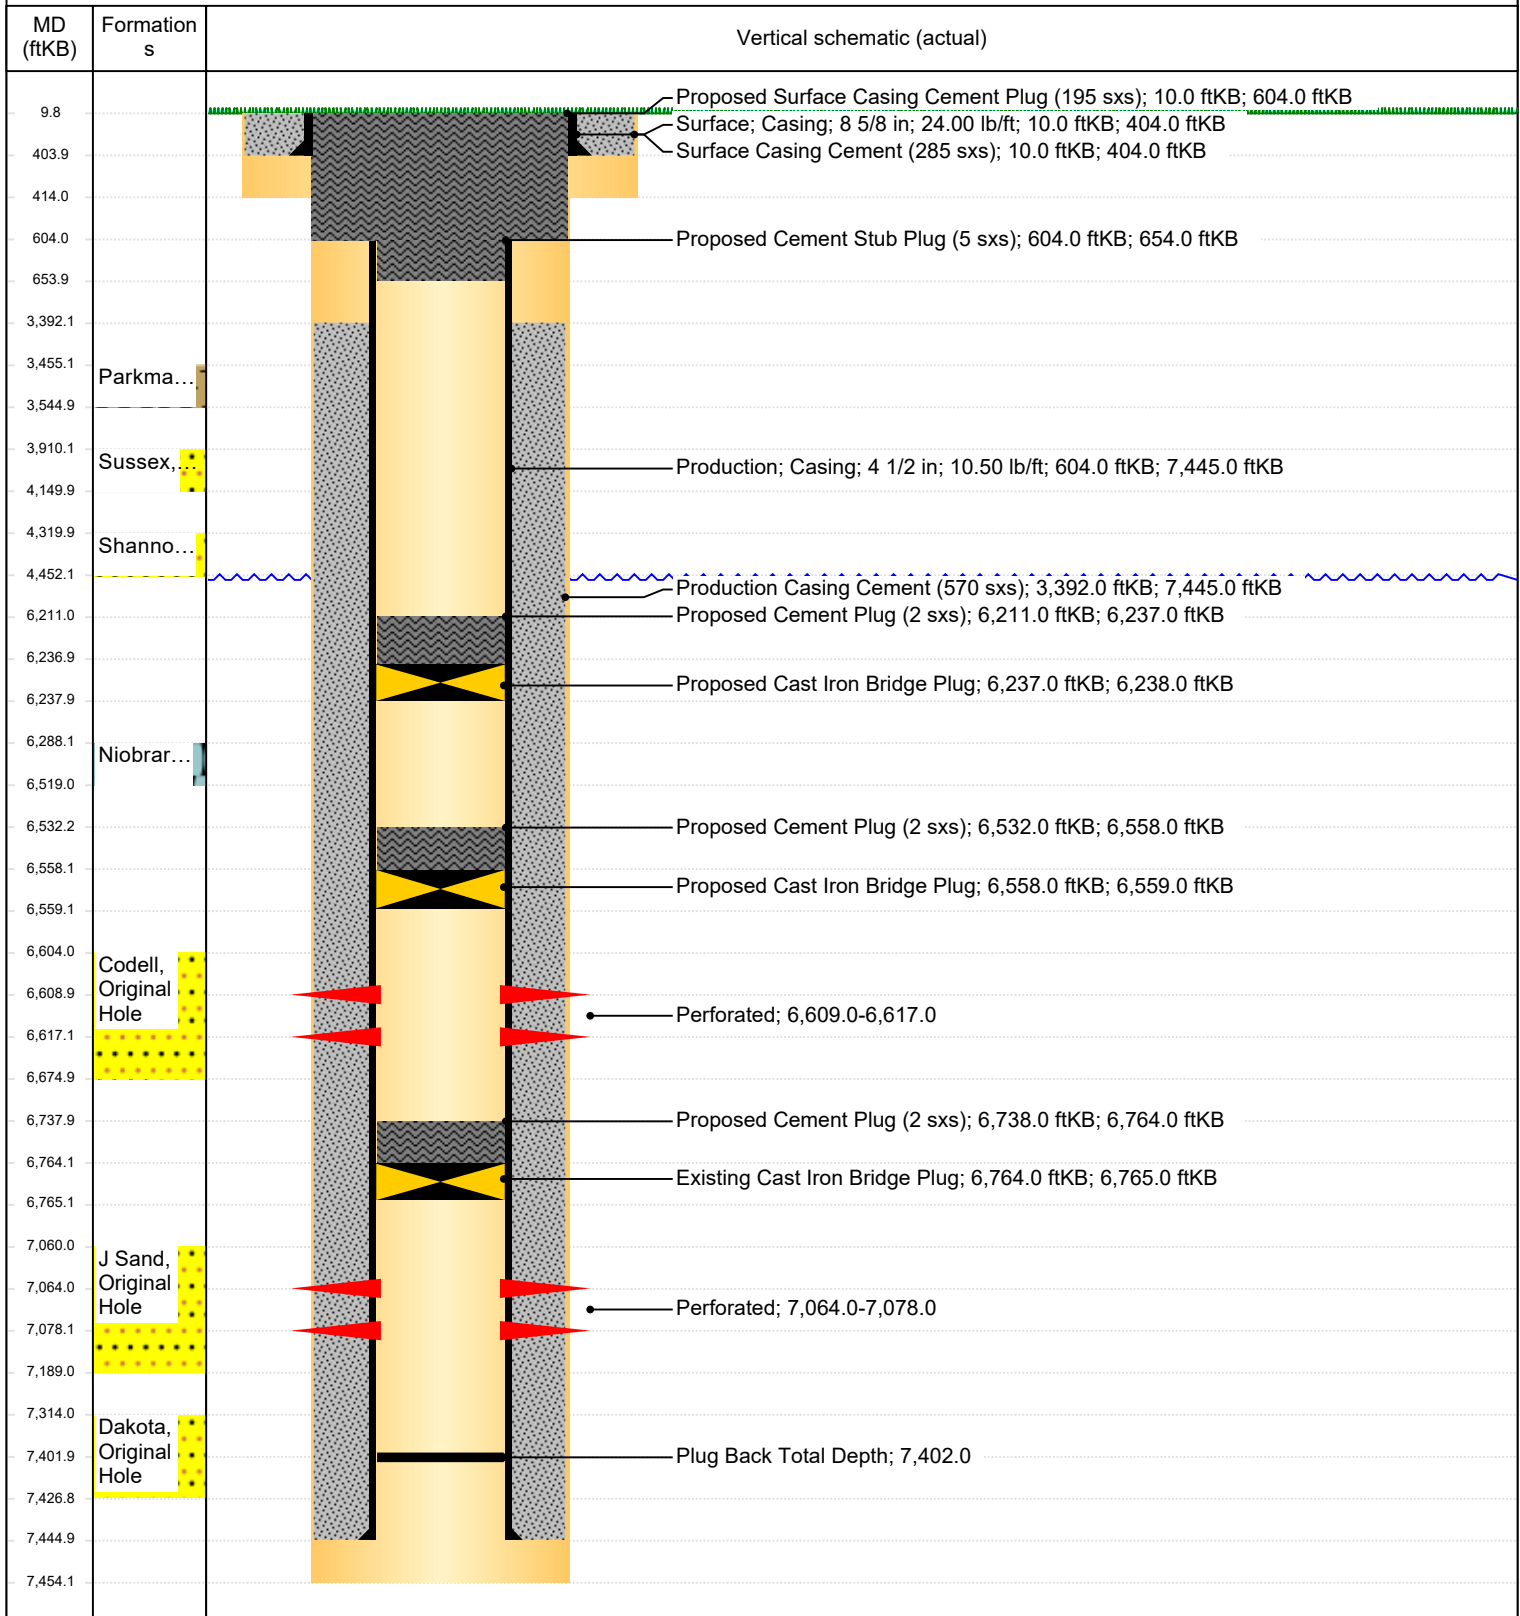 MD
(ftKB)
Formation
s
Vertical schematic (actual)
9.8
Proposed Surface Casing Cement Plug (195 sxs); 10.0 ftKB; 604.0 ftKB
Surface; Casing; 8 5/8 in; 24.00 lb/ft; 10.0 ftKB; 404.0 ftKB
403.9
Surface Casing Cement (285 sxs); 10.0 ftKB; 404.0 ftKB
414.0
604.0
Proposed Cement Stub Plug (5 sxs); 604.0 ftKB; 654.0 ftKB
653.9
3,392.1
3,455.1
Parkma...
3,544.9
3,910.1
Sussex,...
Production; Casing; 4 1/2 in; 10.50 lb/ft; 604.0 ftKB; 7,445.0 ftKB
4,149.9
4,319.9
Shanno...
4,452.1
Production Casing Cement (570 sxs); 3,392.0 ftKB; 7,445.0 ftKB
6,211.0
Proposed Cement Plug (2 sxs); 6,211.0 ftKB; 6,237.0 ftKB
6,236.9
Proposed Cast Iron Bridge Plug; 6,237.0 ftKB; 6,238.0 ftKB
6,237.9
6,288.1
Niobrar...
6,519.0
6,532.2
Proposed Cement Plug (2 sxs); 6,532.0 ftKB; 6,558.0 ftKB
6,558.1
Proposed Cast Iron Bridge Plug; 6,558.0 ftKB; 6,559.0 ftKB
6,559.1
6,604.0
Codell,
Original
Hole
6,608.9
Perforated; 6,609.0-6,617.0
6,617.1
6,674.9
6,737.9
Proposed Cement Plug (2 sxs); 6,738.0 ftKB; 6,764.0 ftKB
6,764.1
Existing Cast Iron Bridge Plug; 6,764.0 ftKB; 6,765.0 ftKB
6,765.1
7,060.0
J Sand,
Original
Hole
7,064.0
Perforated; 7,064.0-7,078.0
7,078.1
7,189.0
7,314.0
Dakota,
Original
Hole
7,401.9
Plug Back Total Depth; 7,402.0
7,426.8
7,444.9
7,454.1